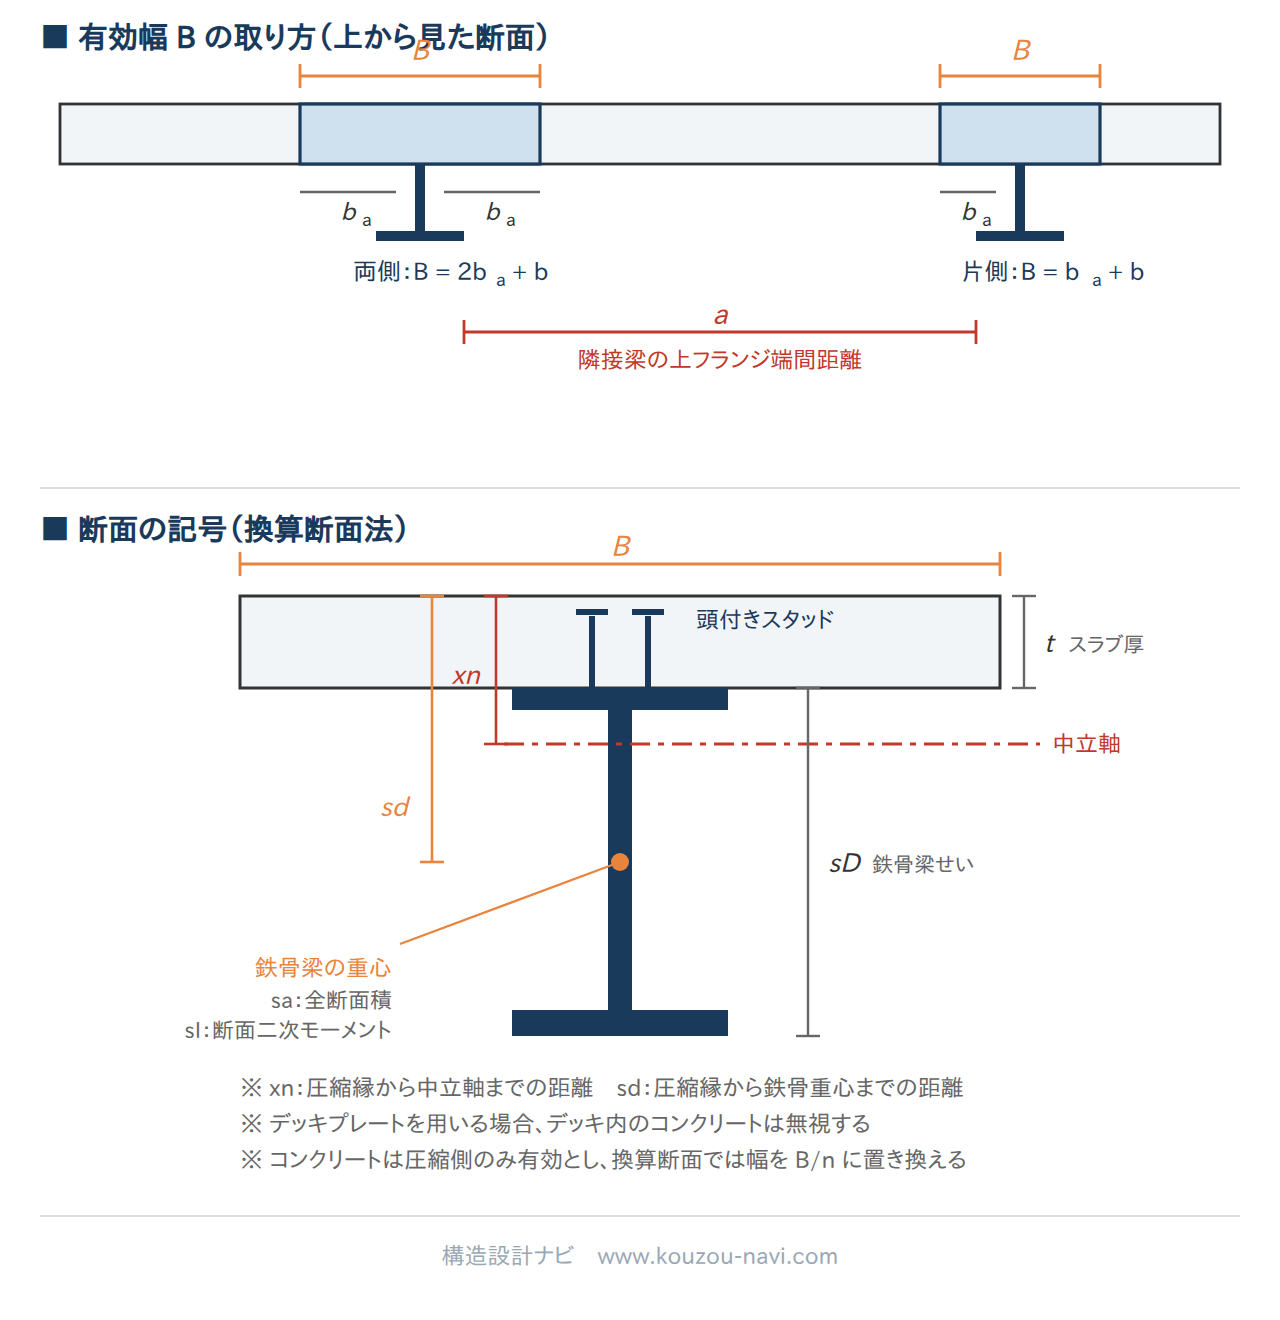 ■ 有効幅 B の取り方（上から見た断面）
B
B
b a
b a
b a
両側：B = 2b a + b
片側：B = b a + b
a
隣接梁の上フランジ端間距離
■ 断面の記号（換算断面法）
B
頭付きスタッド
t スラブ厚
xn
中立軸
sd
sD 鉄骨梁せい
鉄骨梁の重心
sa：全断面積
sI：断面二次モーメント
※ xn：圧縮縁から中立軸までの距離　sd：圧縮縁から鉄骨重心までの距離
※ デッキプレートを用いる場合、デッキ内のコンクリートは無視する
※ コンクリートは圧縮側のみ有効とし、換算断面では幅を B/n に置き換える
構造設計ナビ　www.kouzou-navi.com